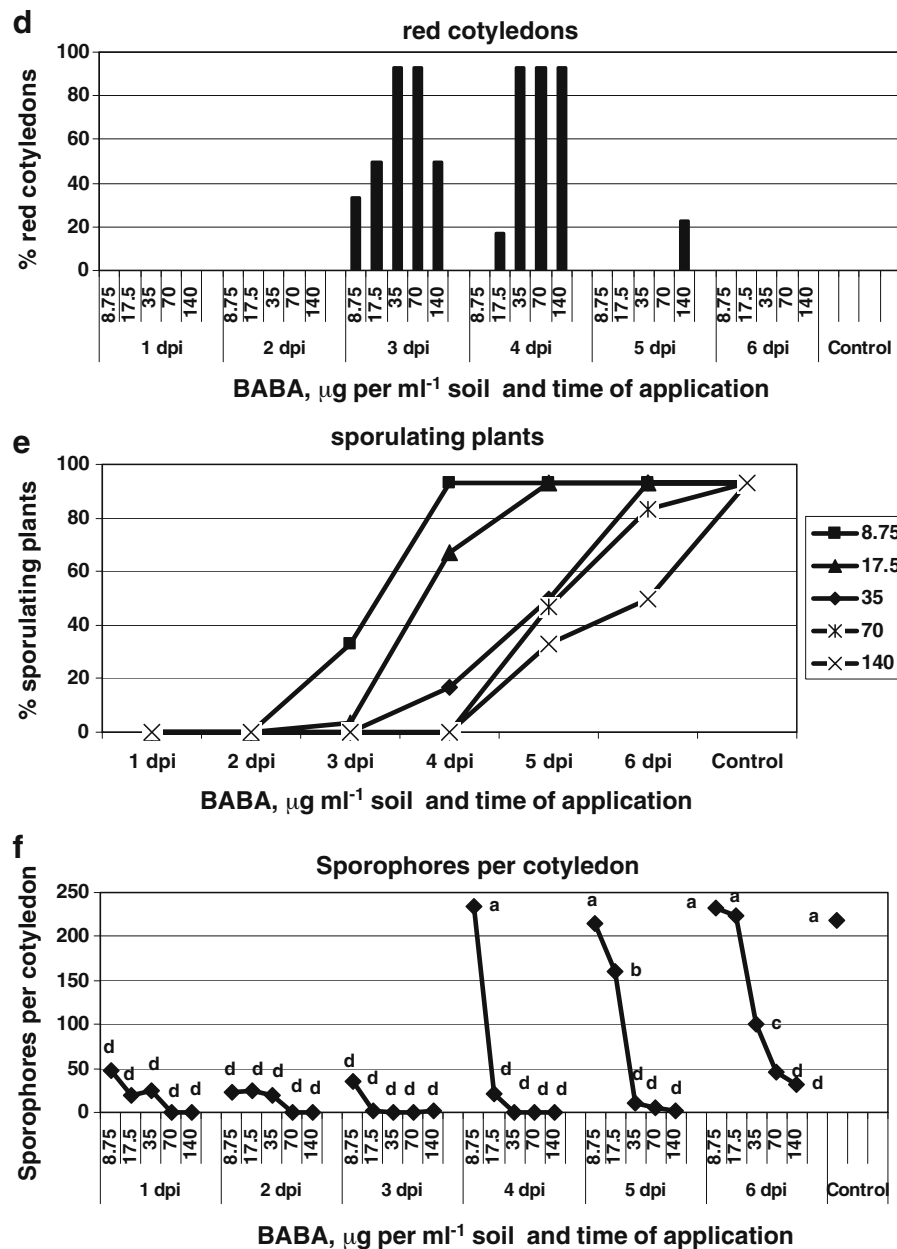 d
red cotyledons
% red cotyledons
100
80
60
40
20
0
8.75 17.5 35 70 140 8.75 17.5 35 70 140 8.75 17.5 35 70 140 8.75 17.5 35 70 140 8.75 17.5 35 70 140 8.75 17.5 35 70 140
1 dpi 2 dpi 3 dpi 4 dpi 5 dpi 6 dpi Control
BABA, µg per ml-1 soil and time of application
e
sporulating plants
% sporulating plants
100
80
60
40
20
0
8.75
17.5
35
70
140
1 dpi 2 dpi 3 dpi 4 dpi 5 dpi 6 dpi Control
BABA, µg ml-1 soil and time of application
f
Sporophores per cotyledon
Sporophores per cotyledon
250
200
150
100
50
0
d d d d d
d d d d d
d d d d d
a d d d d d
a b d d d
a a c d d
a
8.75 17.5 35 70 140 8.75 17.5 35 70 140 8.75 17.5 35 70 140 8.75 17.5 35 70 140 8.75 17.5 35 70 140 8.75 17.5 35 70 140
1 dpi 2 dpi 3 dpi 4 dpi 5 dpi 6 dpi Control
BABA, µg per ml-1 soil and time of application